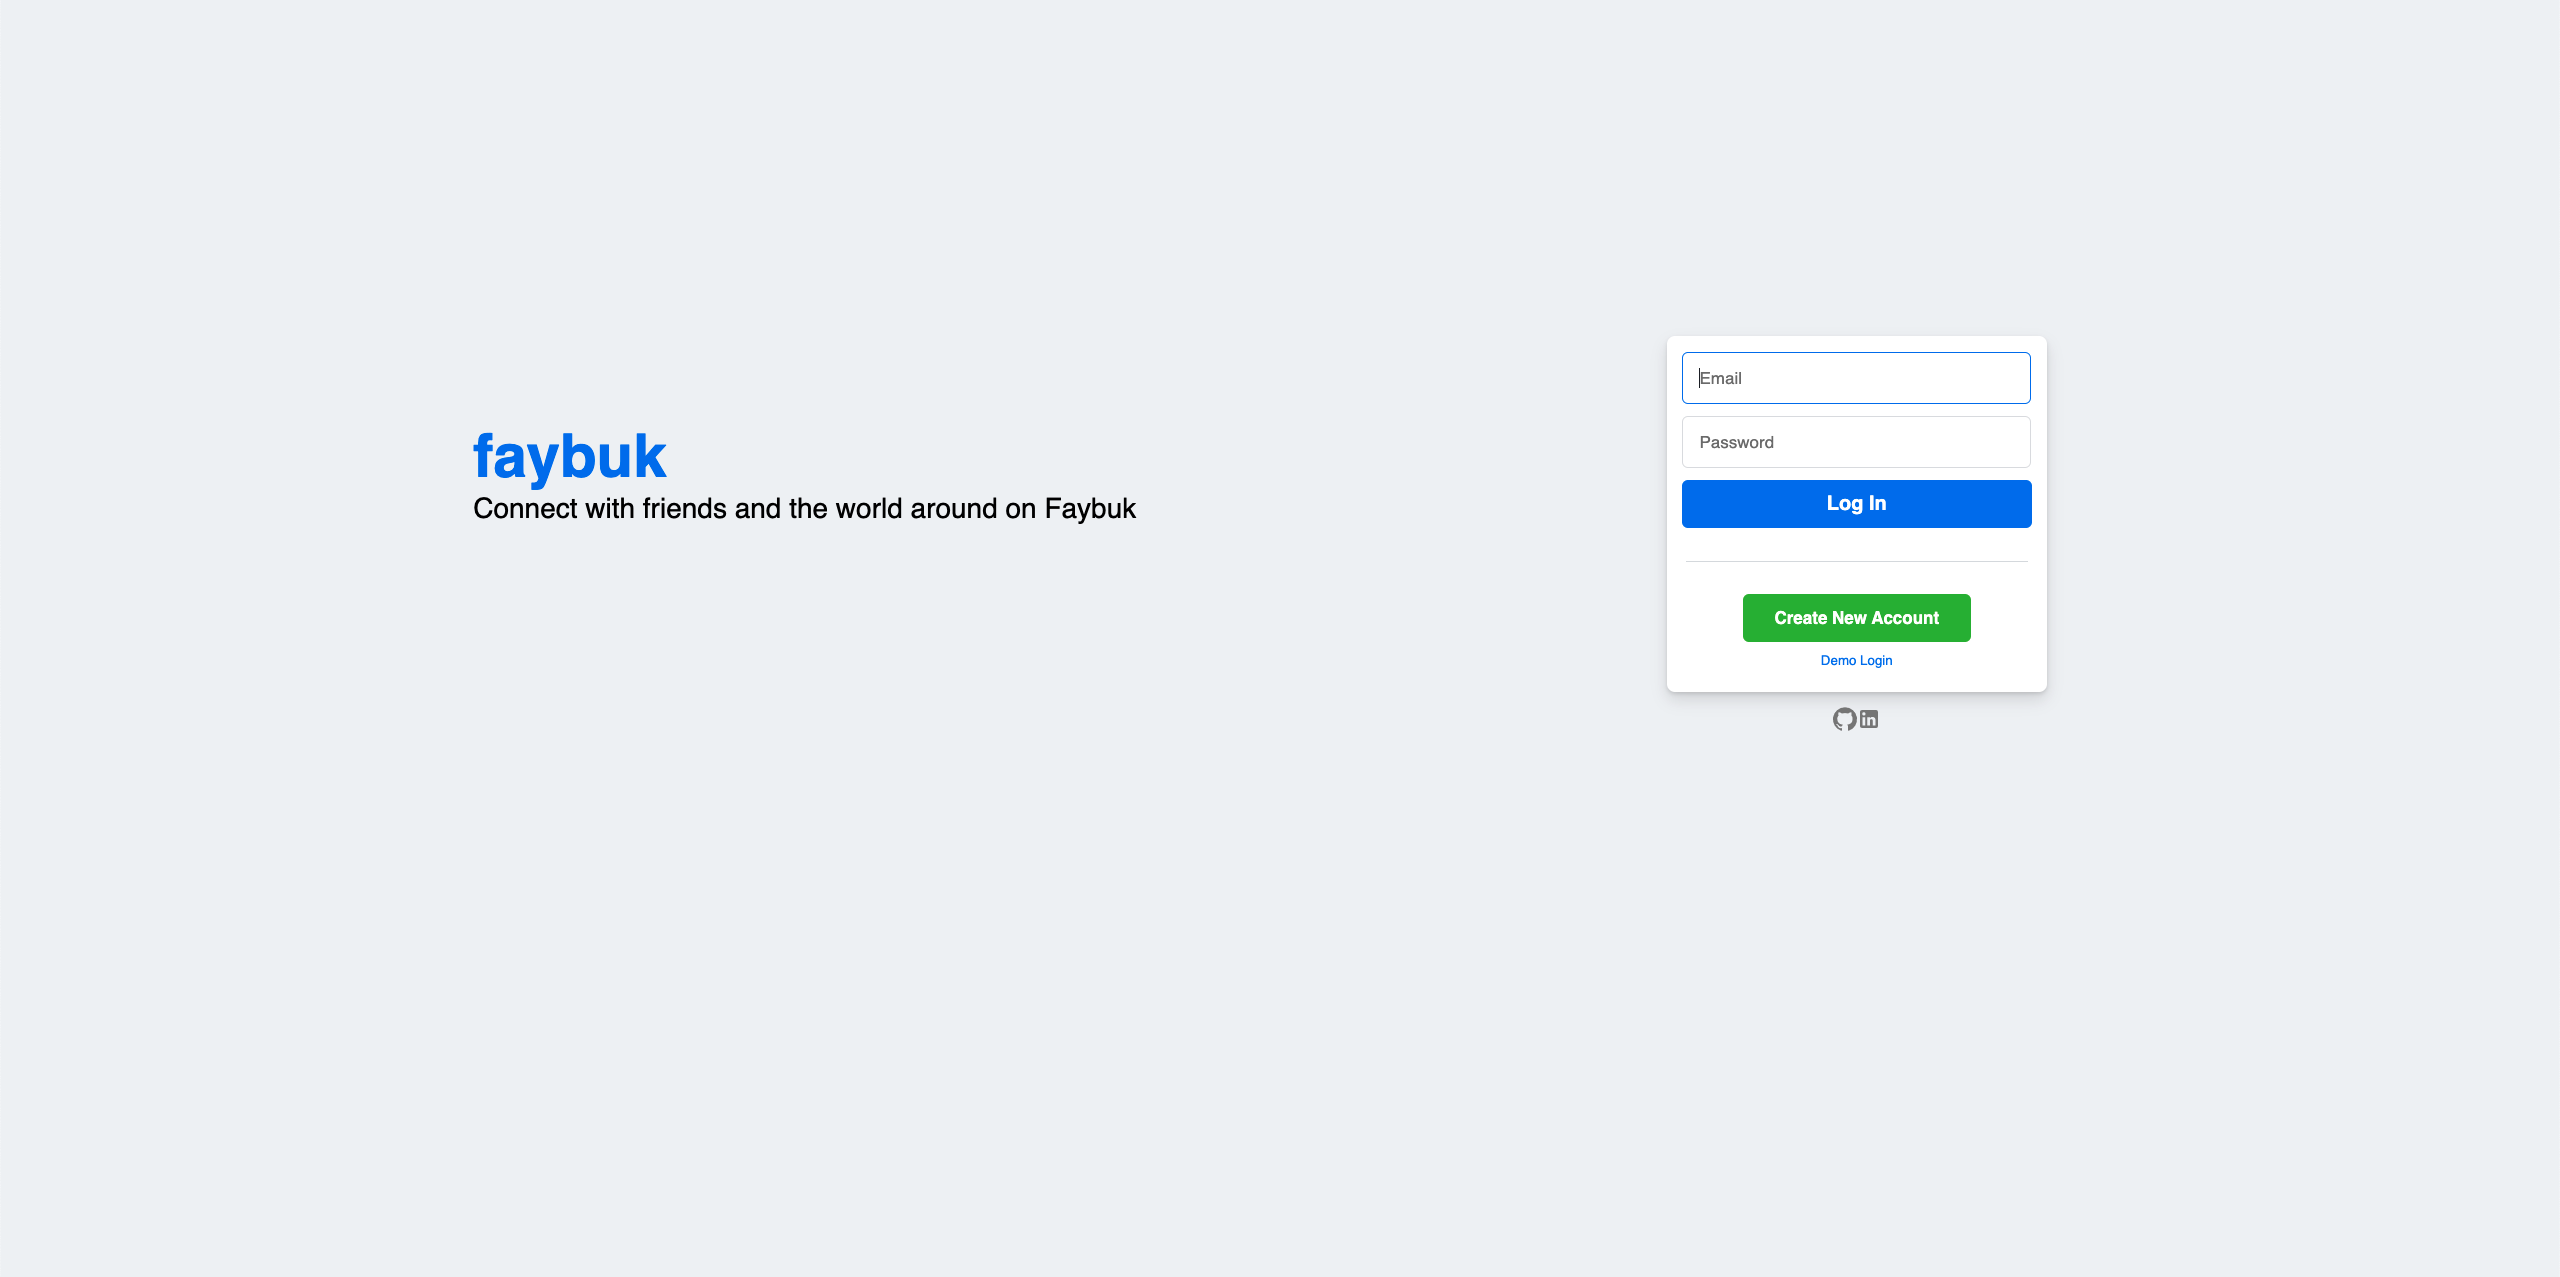 faybuk
Connect with friends and the world around on Faybuk
Email
Password
Log In
Create New Account
Demo Login